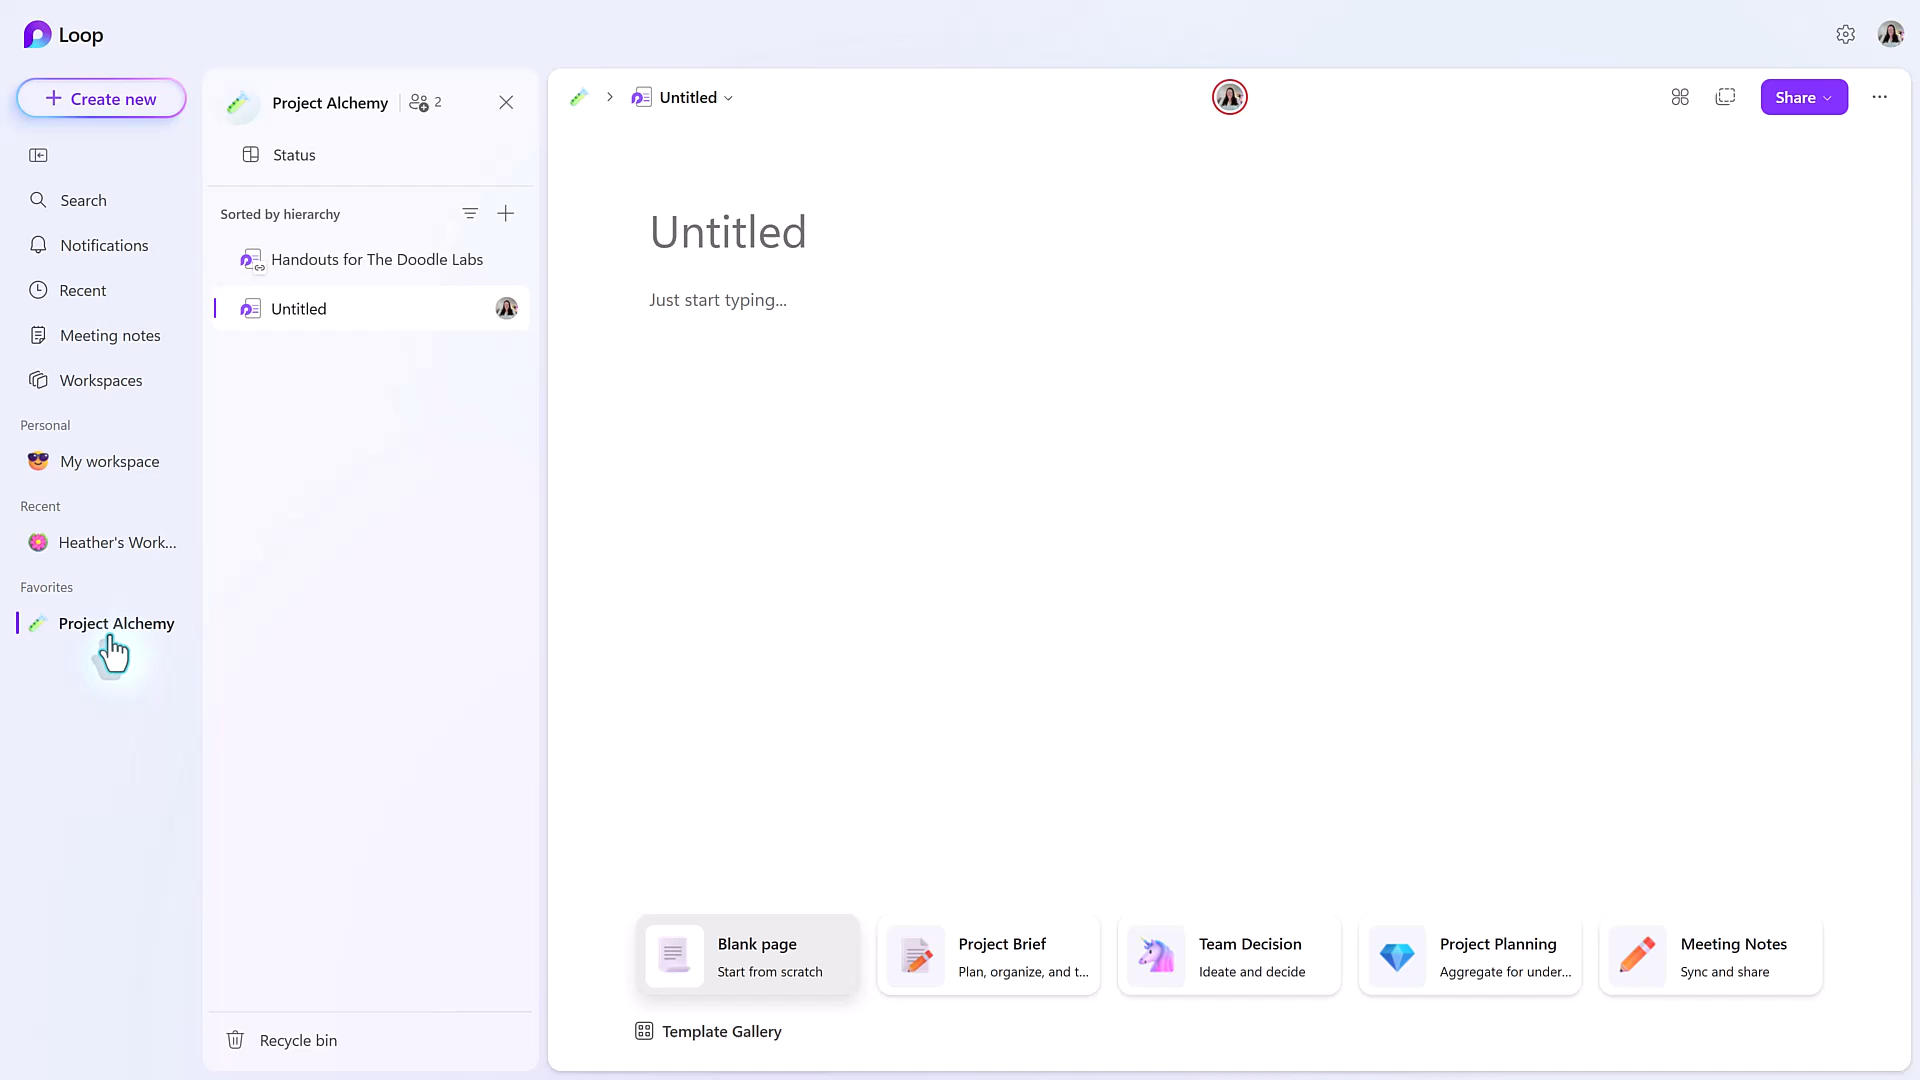 Loop
Create new
Search
Notifications
Recent
Meeting notes
Workspaces
Personal
My workspace
Recent
Heather's Work...
Favorites
Project Alchemy
Project Alchemy
2
Status
Sorted by hierarchy
Handouts for The Doodle Labs
Untitled
Recycle bin
Untitled
Share
Untitled
Just start typing...
Blank page
Start from scratch
Project Brief
Plan, organize, and t...
Team Decision
Ideate and decide
Project Planning
Aggregate for under...
Meeting Notes
Sync and share
Template Gallery